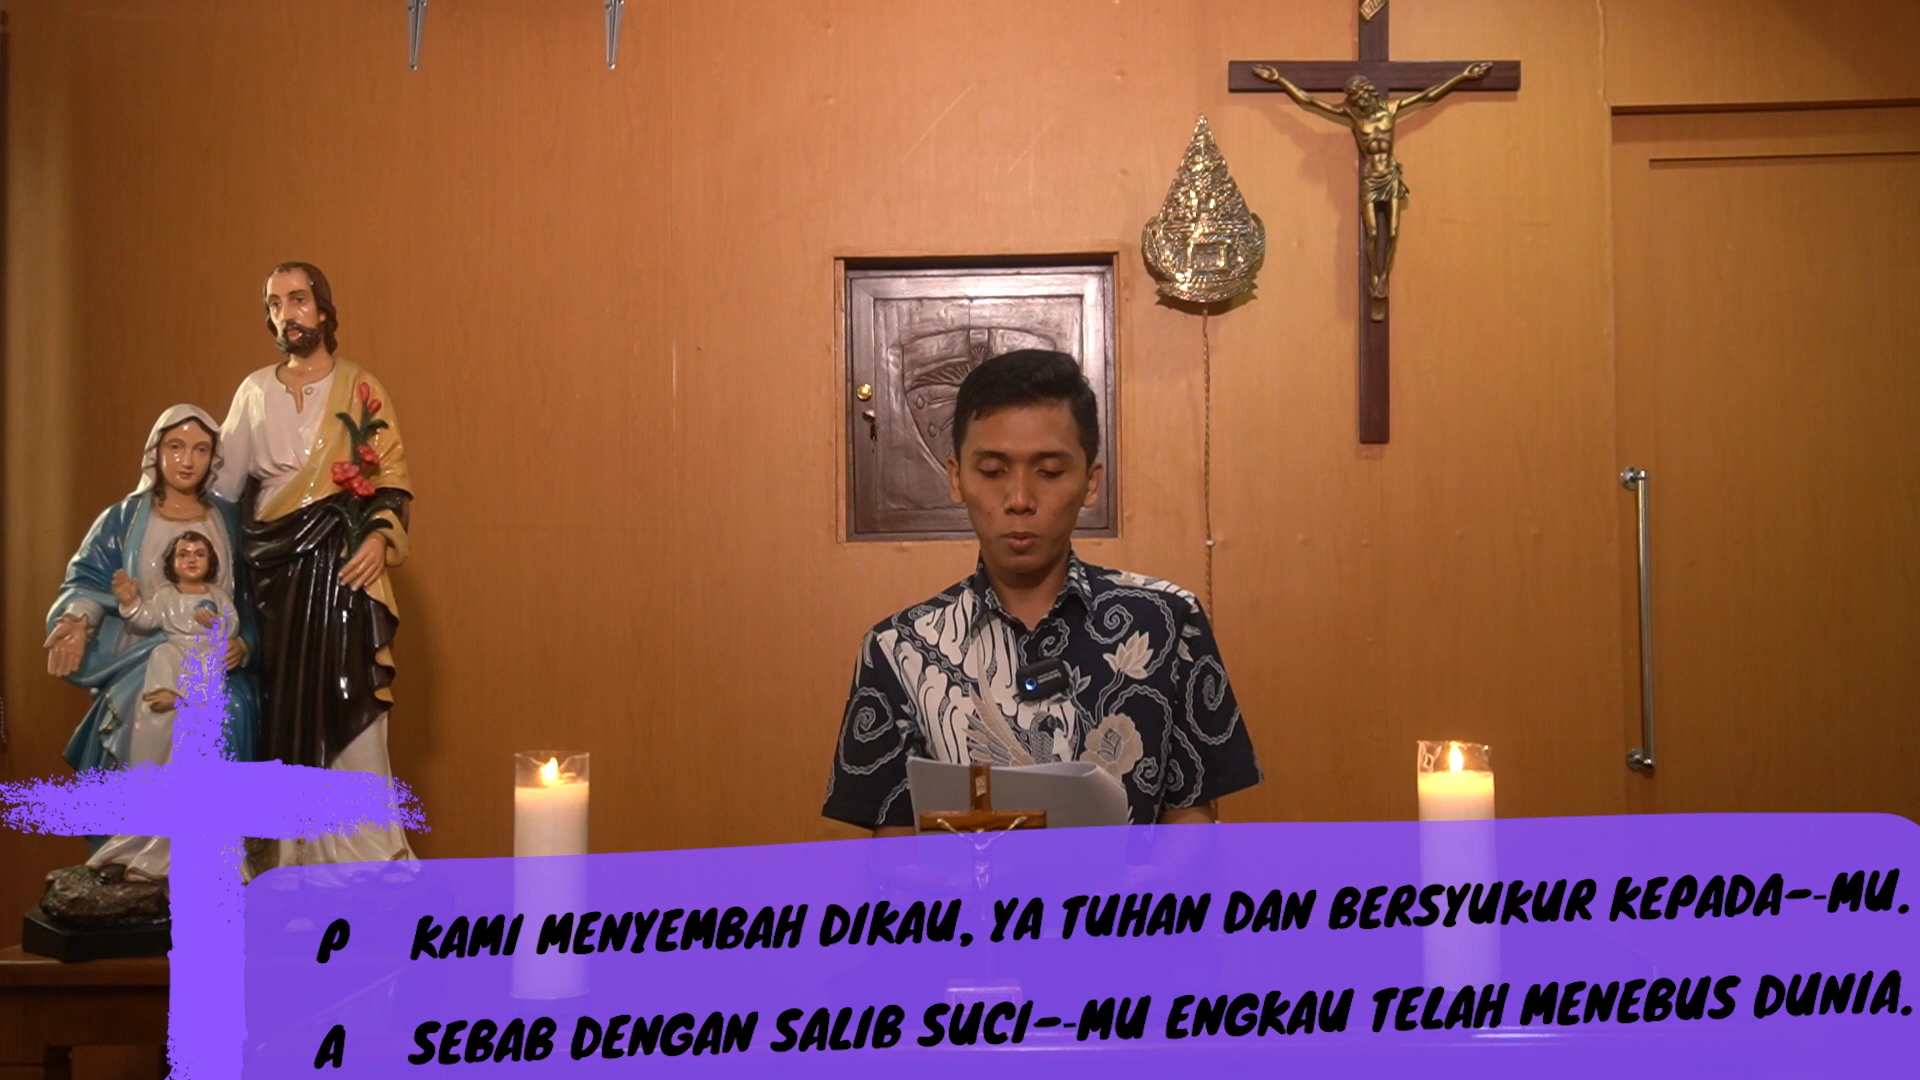 P KAMI MENYEMBAH DIKAU, YA TUHAN DAN BERSYUKUR KEPADA--MU.
A SEBAB DENGAN SALIB SUCI--MU ENGKAU TELAH MENEBUS DUNIA.